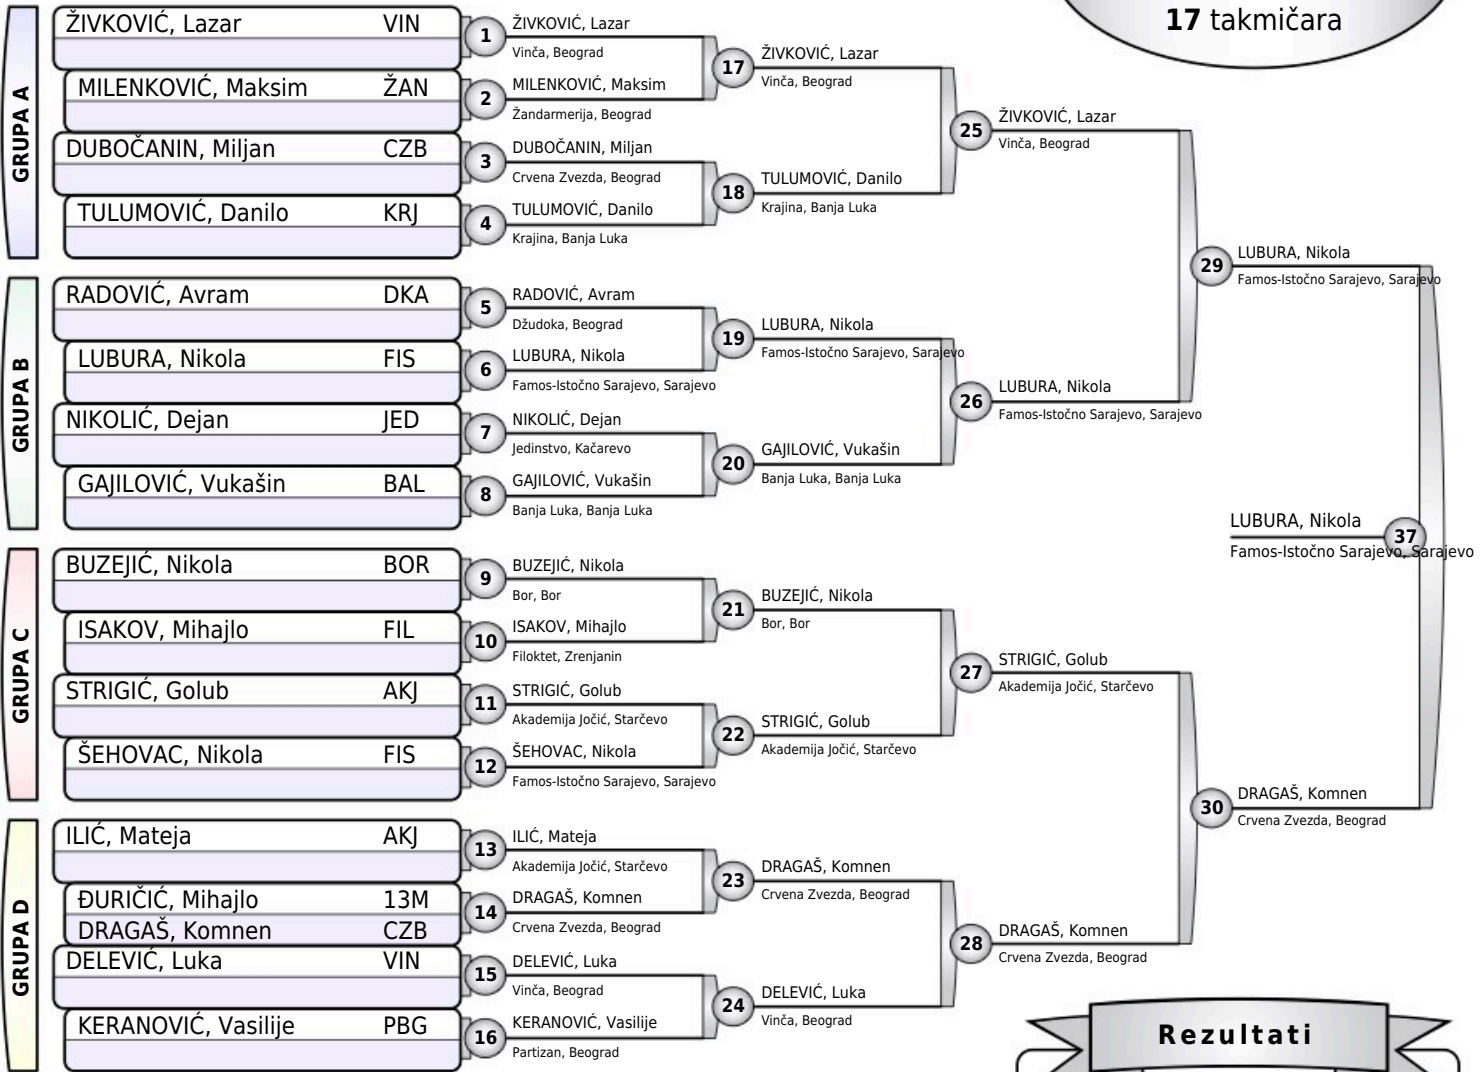 17 takmičara
GRUPA A
ŽIVKOVIĆ, Lazar VIN
MILENKOVIĆ, Maksim ŽAN
DUBOČANIN, Miljan CZB
TULUMOVIĆ, Danilo KRJ
GRUPA B
RADOVIĆ, Avram DKA
LUBURA, Nikola FIS
NIKOLIĆ, Dejan JED
GAJILOVIĆ, Vukašin BAL
GRUPA C
BUZEJIĆ, Nikola BOR
ISAKOV, Mihajlo FIL
STRIGIĆ, Golub AKJ
ŠEHOVAC, Nikola FIS
GRUPA D
ILIĆ, Mateja AKJ
ĐURIČIĆ, Mihajlo 13M
DRAGAŠ, Komnen CZB
DELEVIĆ, Luka VIN
KERANOVIĆ, Vasilije PBG
1 ŽIVKOVIĆ, Lazar
Vinča, Beograd
2 MILENKOVIĆ, Maksim
Žandarmerija, Beograd
3 DUBOČANIN, Miljan
Crvena Zvezda, Beograd
4 TULUMOVIĆ, Danilo
Krajina, Banja Luka
5 RADOVIĆ, Avram
Džudoka, Beograd
6 LUBURA, Nikola
Famos-Istočno Sarajevo, Sarajevo
7 NIKOLIĆ, Dejan
Jedinstvo, Kačarevo
8 GAJILOVIĆ, Vukašin
Banja Luka, Banja Luka
9 BUZEJIĆ, Nikola
Bor, Bor
10 ISAKOV, Mihajlo
Filoktet, Zrenjanin
11 STRIGIĆ, Golub
Akademija Jočić, Starčevo
12 ŠEHOVAC, Nikola
Famos-Istočno Sarajevo, Sarajevo
13 ILIĆ, Mateja
Akademija Jočić, Starčevo
14 DRAGAŠ, Komnen
Crvena Zvezda, Beograd
15 DELEVIĆ, Luka
Vinča, Beograd
16 KERANOVIĆ, Vasilije
Partizan, Beograd
17 ŽIVKOVIĆ, Lazar
Vinča, Beograd
18 TULUMOVIĆ, Danilo
Krajina, Banja Luka
19 LUBURA, Nikola
Famos-Istočno Sarajevo, Sarajevo
20 GAJILOVIĆ, Vukašin
Banja Luka, Banja Luka
21 BUZEJIĆ, Nikola
Bor, Bor
22 STRIGIĆ, Golub
Akademija Jočić, Starčevo
23 DRAGAŠ, Komnen
Crvena Zvezda, Beograd
24 DELEVIĆ, Luka
Vinča, Beograd
25 ŽIVKOVIĆ, Lazar
Vinča, Beograd
26 LUBURA, Nikola
Famos-Istočno Sarajevo, Sarajevo
27 STRIGIĆ, Golub
Akademija Jočić, Starčevo
28 DRAGAŠ, Komnen
Crvena Zvezda, Beograd
29 LUBURA, Nikola
Famos-Istočno Sarajevo, Sarajevo
30 DRAGAŠ, Komnen
Crvena Zvezda, Beograd
LUBURA, Nikola 37
Famos-Istočno Sarajevo, Sarajevo
Rezultati